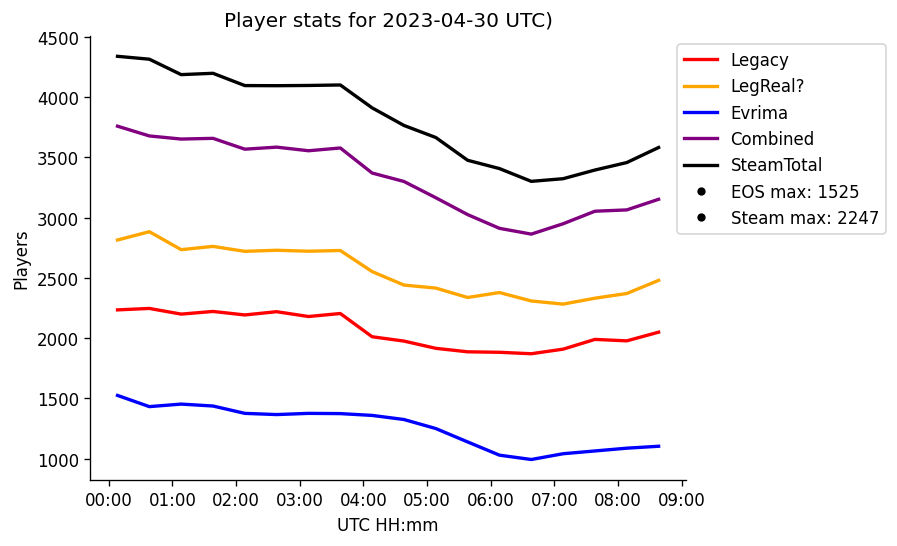 Player stats for 2023-04-30 UTC)
4500
4000
3500
3000
2500
2000
1500
1000
Players
00:00 01:00 02:00 03:00 04:00 05:00 06:00 07:00 08:00 09:00
UTC HH:mm
Legacy
LegReal?
Evrima
Combined
SteamTotal
EOS max: 1525
Steam max: 2247